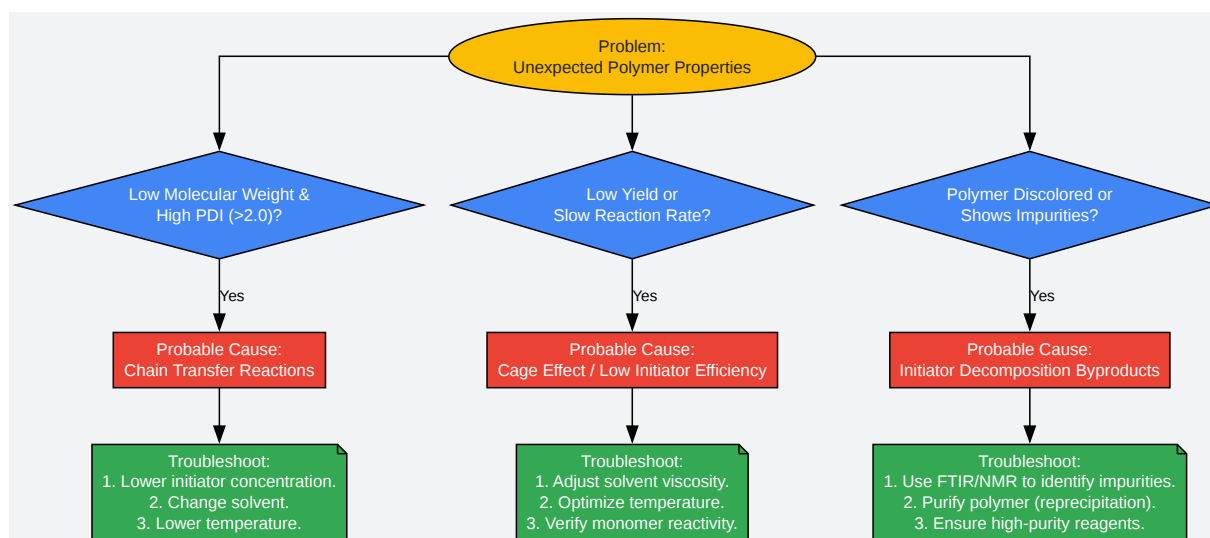 Problem:
Unexpected Polymer Properties
Low Molecular Weight &
High PDI (>2.0)?
Low Yield or
Slow Reaction Rate?
Polymer Discolored or
Shows Impurities?
Yes
Yes
Yes
Probable Cause:
Chain Transfer Reactions
Probable Cause:
Cage Effect / Low Initiator Efficiency
Probable Cause:
Initiator Decomposition Byproducts
Troubleshoot:
1. Lower initiator concentration.
2. Change solvent.
3. Lower temperature.
Troubleshoot:
1. Adjust solvent viscosity.
2. Optimize temperature.
3. Verify monomer reactivity.
Troubleshoot:
1. Use FTIR/NMR to identify impurities.
2. Purify polymer (reprecipitation).
3. Ensure high-purity reagents.